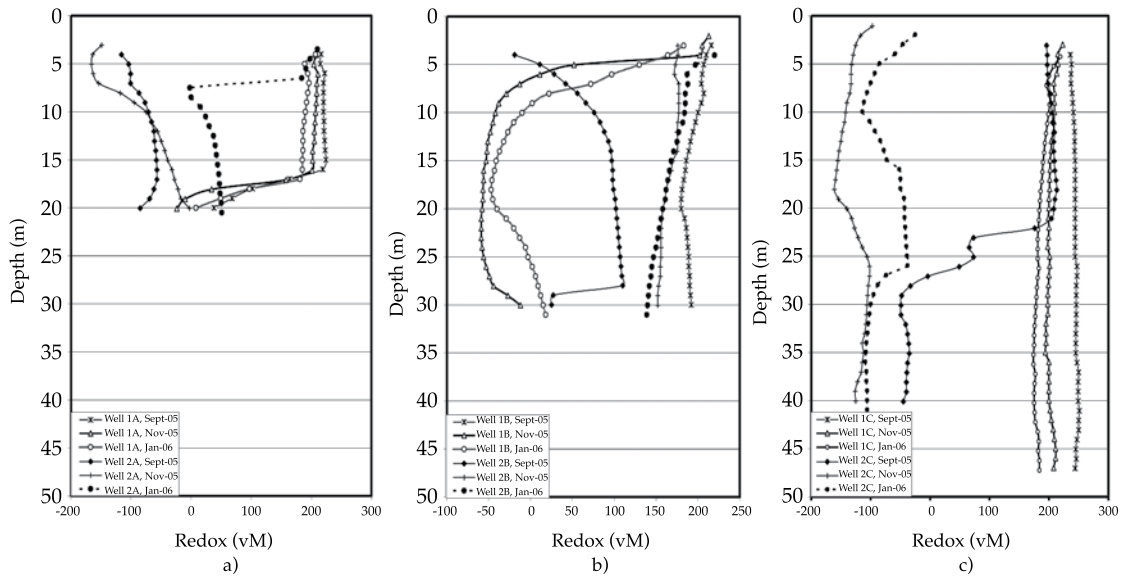 0
5
10
15
20
25
30
35
40
45
50
Depth (m)
-200
-100
0
100
200
300
Redox (vM)
a)
Well 1A, Sept-05
Well 1A, Nov-05
Well 1A, Jan-06
Well 2A, Sept-05
Well 2A, Nov-05
Well 2A, Jan-06
0
5
10
15
20
25
30
35
40
45
50
Depth (m)
-100
-50
0
50
100
150
200
250
Redox (vM)
b)
Well 1B, Sept-05
Well 1B, Nov-05
Well 1B, Jan-06
Well 2B, Sept-05
Well 2B, Nov-05
Well 2B, Jan-06
0
5
10
15
20
25
30
35
40
45
50
Depth (m)
-200
-100
0
100
200
300
Redox (vM)
c)
Well 1C, Sept-05
Well 1C, Nov-05
Well 1C, Jan-06
Well 2C, Sept-05
Well 2C, Nov-05
Well 2C, Jan-06